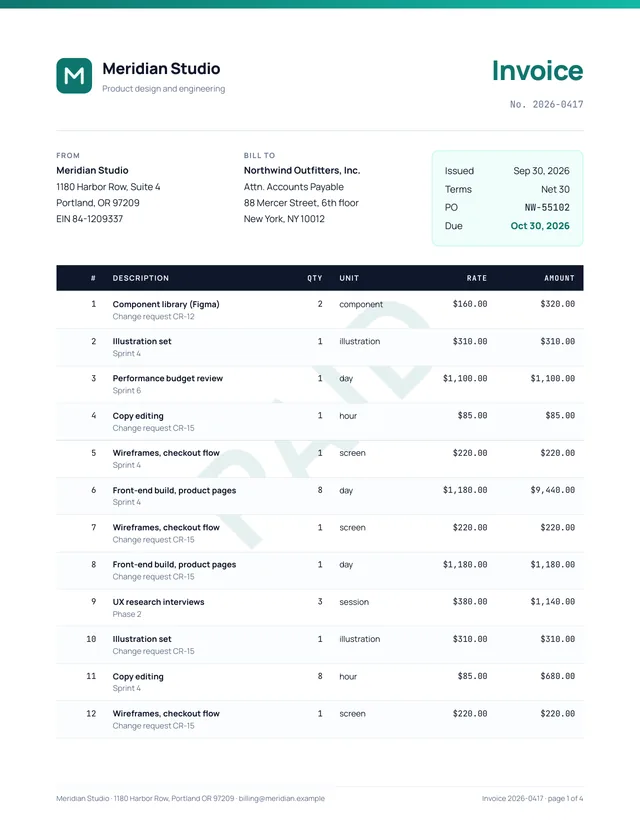 Meridian Studio
Product design and engineering
Invoice
No. 2026-0417
FROM
Meridian Studio
1180 Harbor Row, Suite 4
Portland, OR 97209
EIN 84-1209337
BILL TO
Northwind Outfitters, Inc.
Attn. Accounts Payable
88 Mercer Street, 6th floor
New York, NY 10012
Issued Sep 30, 2026
Terms Net 30
PO NW-55102
Due Oct 30, 2026
# DESCRIPTION QTY UNIT RATE AMOUNT
1 Component library (Figma) 2 component $160.00 $320.00
Change request CR-12
2 Illustration set 1 illustration $310.00 $310.00
Sprint 4
3 Performance budget review 1 day $1,100.00 $1,100.00
Sprint 6
4 Copy editing 1 hour $85.00 $85.00
Change request CR-15
5 Wireframes, checkout flow 1 screen $220.00 $220.00
Sprint 4
6 Front-end build, product pages 8 day $1,180.00 $9,440.00
Sprint 4
7 Wireframes, checkout flow 1 screen $220.00 $220.00
Change request CR-15
8 Front-end build, product pages 1 day $1,180.00 $1,180.00
Change request CR-15
9 UX research interviews 3 session $380.00 $1,140.00
Phase 2
10 Illustration set 1 illustration $310.00 $310.00
Change request CR-15
11 Copy editing 8 hour $85.00 $680.00
Sprint 4
12 Wireframes, checkout flow 1 screen $220.00 $220.00
Change request CR-15
PAID
Meridian Studio · 1180 Harbor Row, Portland OR 97209 · billing@meridian.example
Invoice 2026-0417 · page 1 of 4